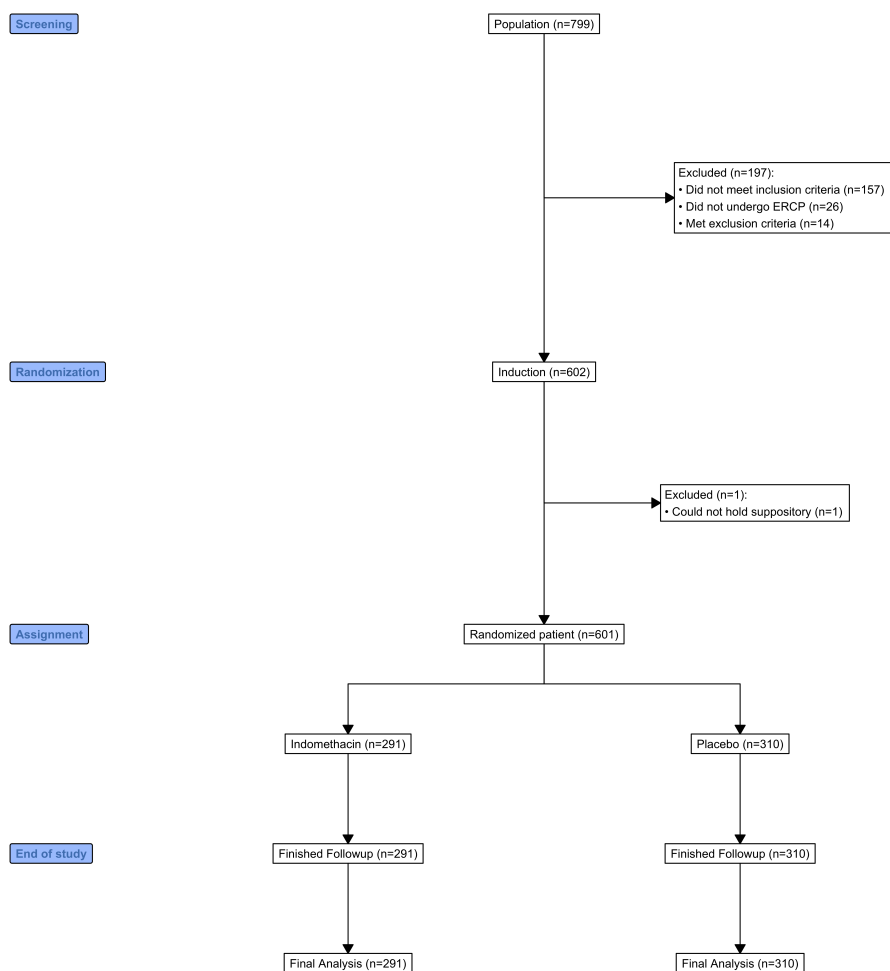 Screening
Population (n=799)
Excluded (n=197):
• Did not meet inclusion criteria (n=157)
• Did not undergo ERCP (n=26)
• Met exclusion criteria (n=14)
Randomization
Induction (n=602)
Excluded (n=1):
• Could not hold suppository (n=1)
Assignment
Randomized patient (n=601)
Indomethacin (n=291)
Placebo (n=310)
End of study
Finished Followup (n=291)
Finished Followup (n=310)
Final Analysis (n=291)
Final Analysis (n=310)